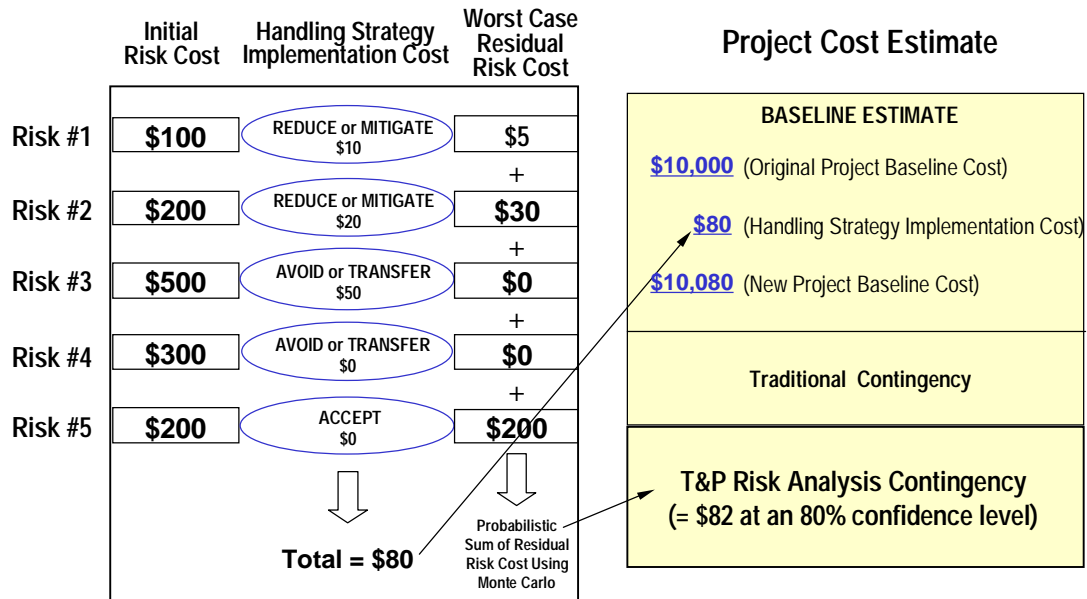 Initial
Risk Cost
Handling Strategy
Implementation Cost
Worst Case
Residual
Risk Cost
Risk #1
$100
REDUCE or MITIGATE
$10
$5
+
Risk #2
$200
REDUCE or MITIGATE
$20
$30
+
Risk #3
$500
AVOID or TRANSFER
$50
$0
+
Risk #4
$300
AVOID or TRANSFER
$0
$0
+
Risk #5
$200
ACCEPT
$0
$200
Total = $80
Probabilistic
Sum of Residual
Risk Cost Using
Monte Carlo
Project Cost Estimate
BASELINE ESTIMATE
$10,000 (Original Project Baseline Cost)
$80 (Handling Strategy Implementation Cost)
$10,080 (New Project Baseline Cost)
Traditional Contingency
T&P Risk Analysis Contingency
(= $82 at an 80% confidence level)